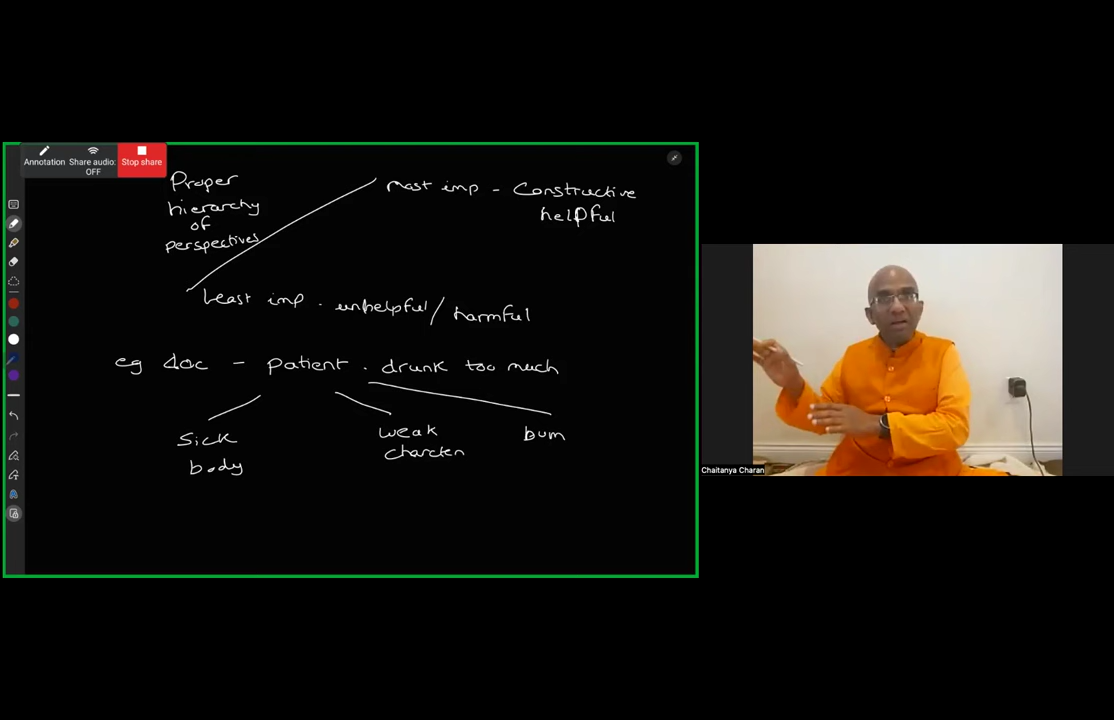 Annotation
Share audio:
OFF
Stop share
Proper
hierarchy
of
perspectives
most imp - Constructive
helpful
Least imp . unhelpful / harmful
eg doc - patient . drunk too much
Sick
body
weak
charcten
bum
Chaitanya Charan